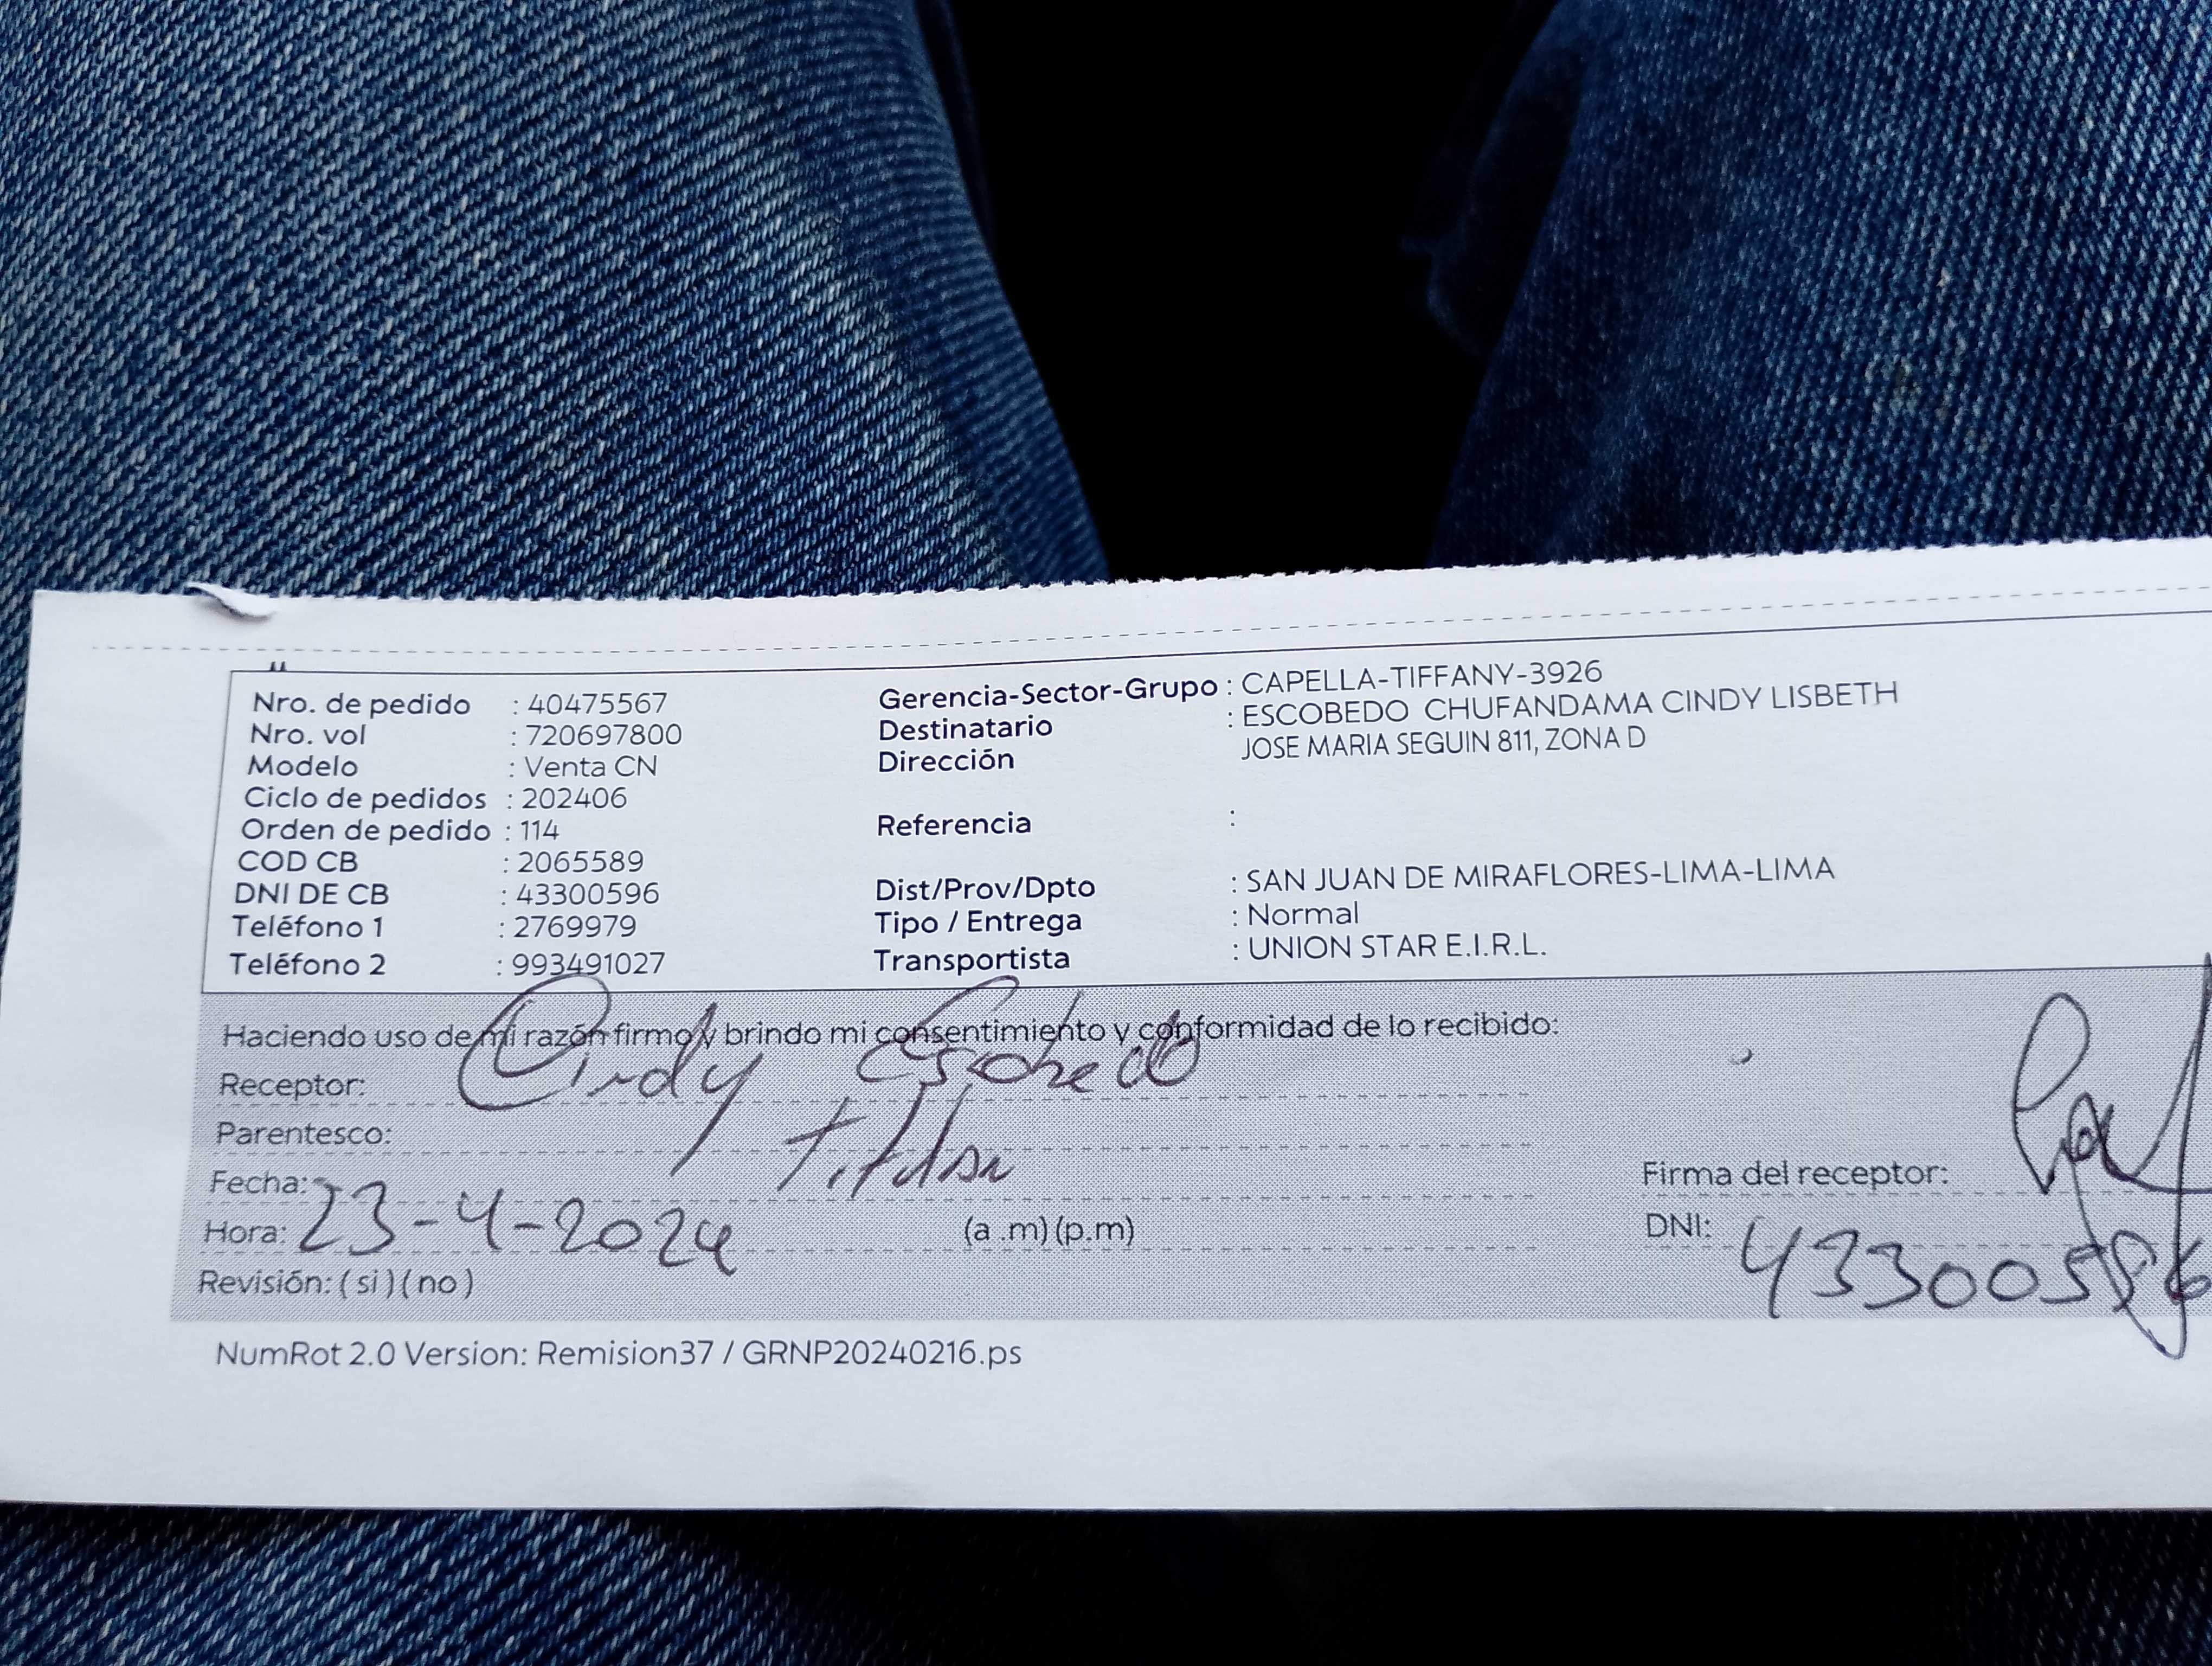 Nro. de pedido : 40475567
Nro. vol : 720697800
Modelo : Venta CN
Ciclo de pedidos : 202406
Orden de pedido : 114
COD CB : 2065589
DNI DE CB : 43300596
Teléfono 1 : 2769979
Teléfono 2 : 993491027
Gerencia-Sector-Grupo : CAPELLA-TIFFANY-3926
Destinatario : ESCOBEDO CHUFANDAMA CINDY LISBETH
Dirección JOSE MARIA SEGUIN 811, ZONA D
Referencia :
Dist/Prov/Dpto : SAN JUAN DE MIRAFLORES-LIMA-LIMA
Tipo / Entrega : Normal
Transportista : UNION STAR E.I.R.L.
Haciendo uso de mi razón firmo y brindo mi consentimiento y conformidad de lo recibido:
Receptor: Cindy Escobedo
Parentesco: Titular
Fecha: 23-4-2024
Hora: (a .m) (p.m)
Revisión: ( si ) ( no )
Firma del receptor:
DNI: 43300596
NumRot 2.0 Version: Remision37 / GRNP20240216.ps